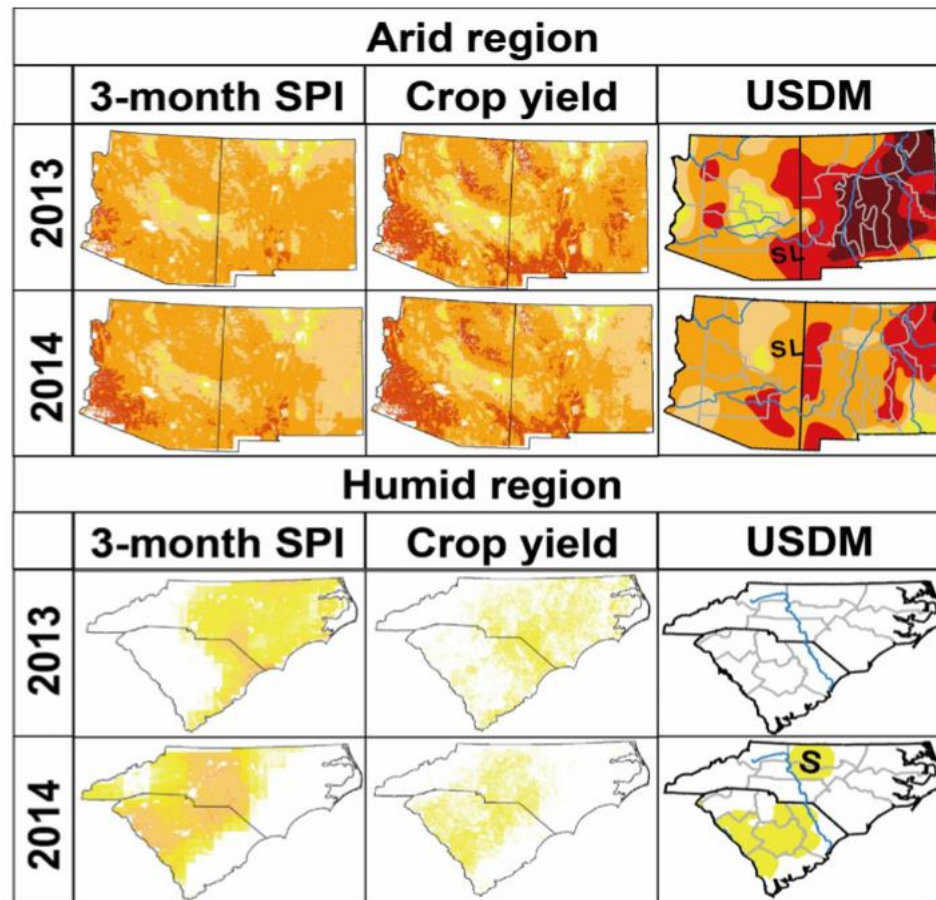 Arid region
3-month SPI Crop yield USDM
2013
SL
2014
SL
Humid region
3-month SPI Crop yield USDM
2013
2014
S